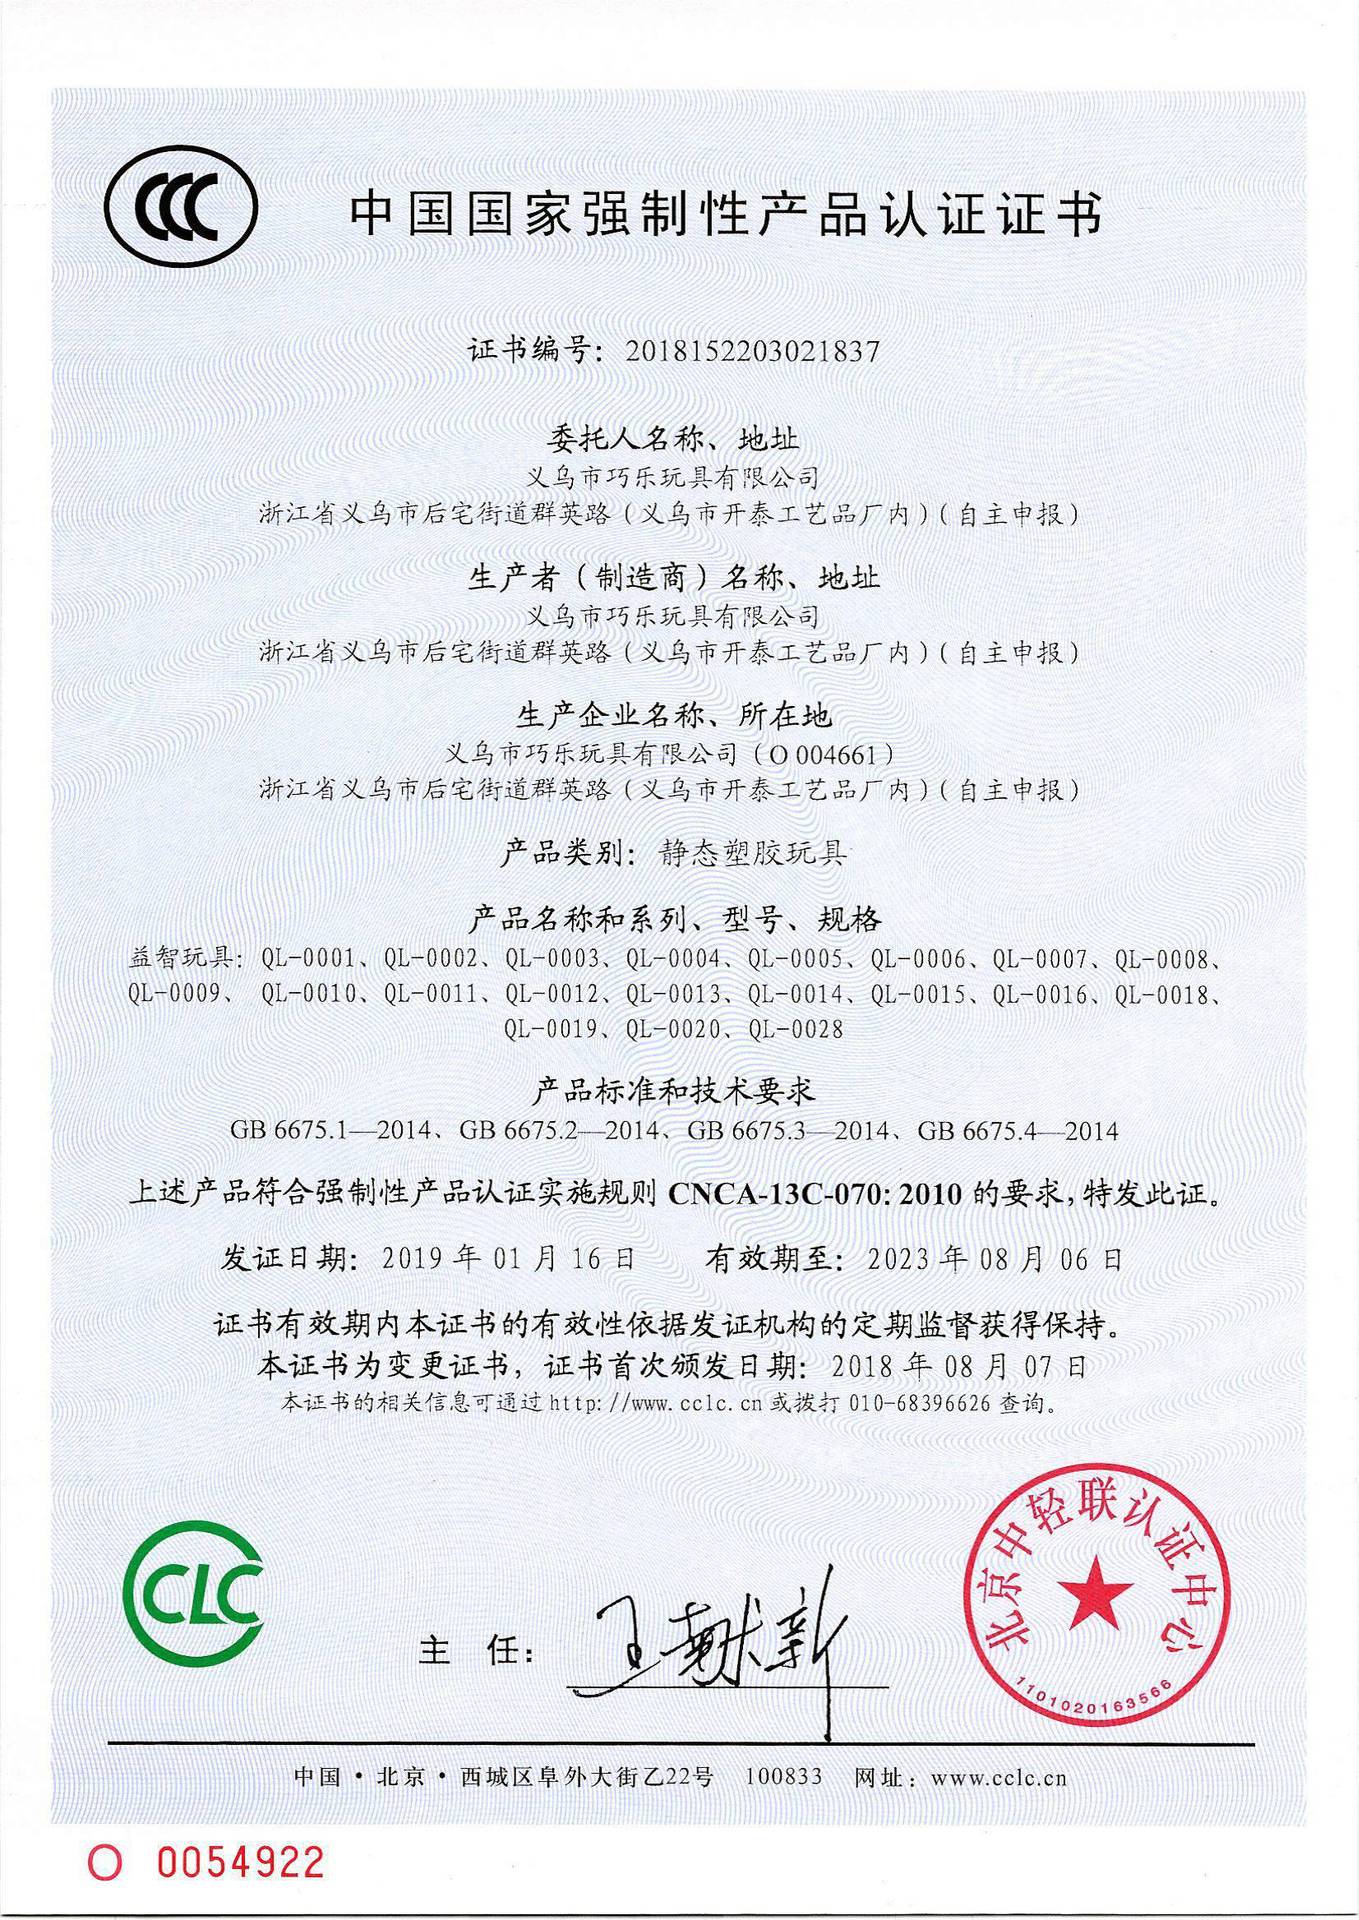 CCC
中国国家强制性产品认证证书
证书编号：2018152203021837
委托人名称、地址
义乌市巧乐玩具有限公司
浙江省义乌市后宅街道群英路（义乌市开泰工艺品厂内）（自主申报）
生产者（制造商）名称、地址
义乌市巧乐玩具有限公司
浙江省义乌市后宅街道群英路（义乌市开泰工艺品厂内）（自主申报）
生产企业名称、所在地
义乌市巧乐玩具有限公司（O 004661）
浙江省义乌市后宅街道群英路（义乌市开泰工艺品厂内）（自主申报）
产品类别：静态塑胶玩具
产品名称和系列、型号、规格
益智玩具：QL-0001、QL-0002、QL-0003、QL-0004、QL-0005、QL-0006、QL-0007、QL-0008、
QL-0009、 QL-0010、QL-0011、QL-0012、QL-0013、QL-0014、QL-0015、QL-0016、QL-0018、
QL-0019、QL-0020、QL-0028
产品标准和技术要求
GB 6675.1—2014、GB 6675.2—2014、GB 6675.3—2014、GB 6675.4—2014
上述产品符合强制性产品认证实施规则 CNCA-13C-070: 2010 的要求，特发此证。
发证日期：2019 年 01 月 16 日 有效期至：2023 年 08 月 06 日
证书有效期内本证书的有效性依据发证机构的定期监督获得保持。
本证书为变更证书，证书首次颁发日期：2018 年 08 月 07 日
本证书的相关信息可通过 http://www.cclc.cn 或拨打 010-68396626 查询。
CLC
主 任：王献新
北京中轻联认证中心
1101020163566
中国·北京·西城区阜外大街乙22号 100833 网址：www.cclc.cn
O 0054922